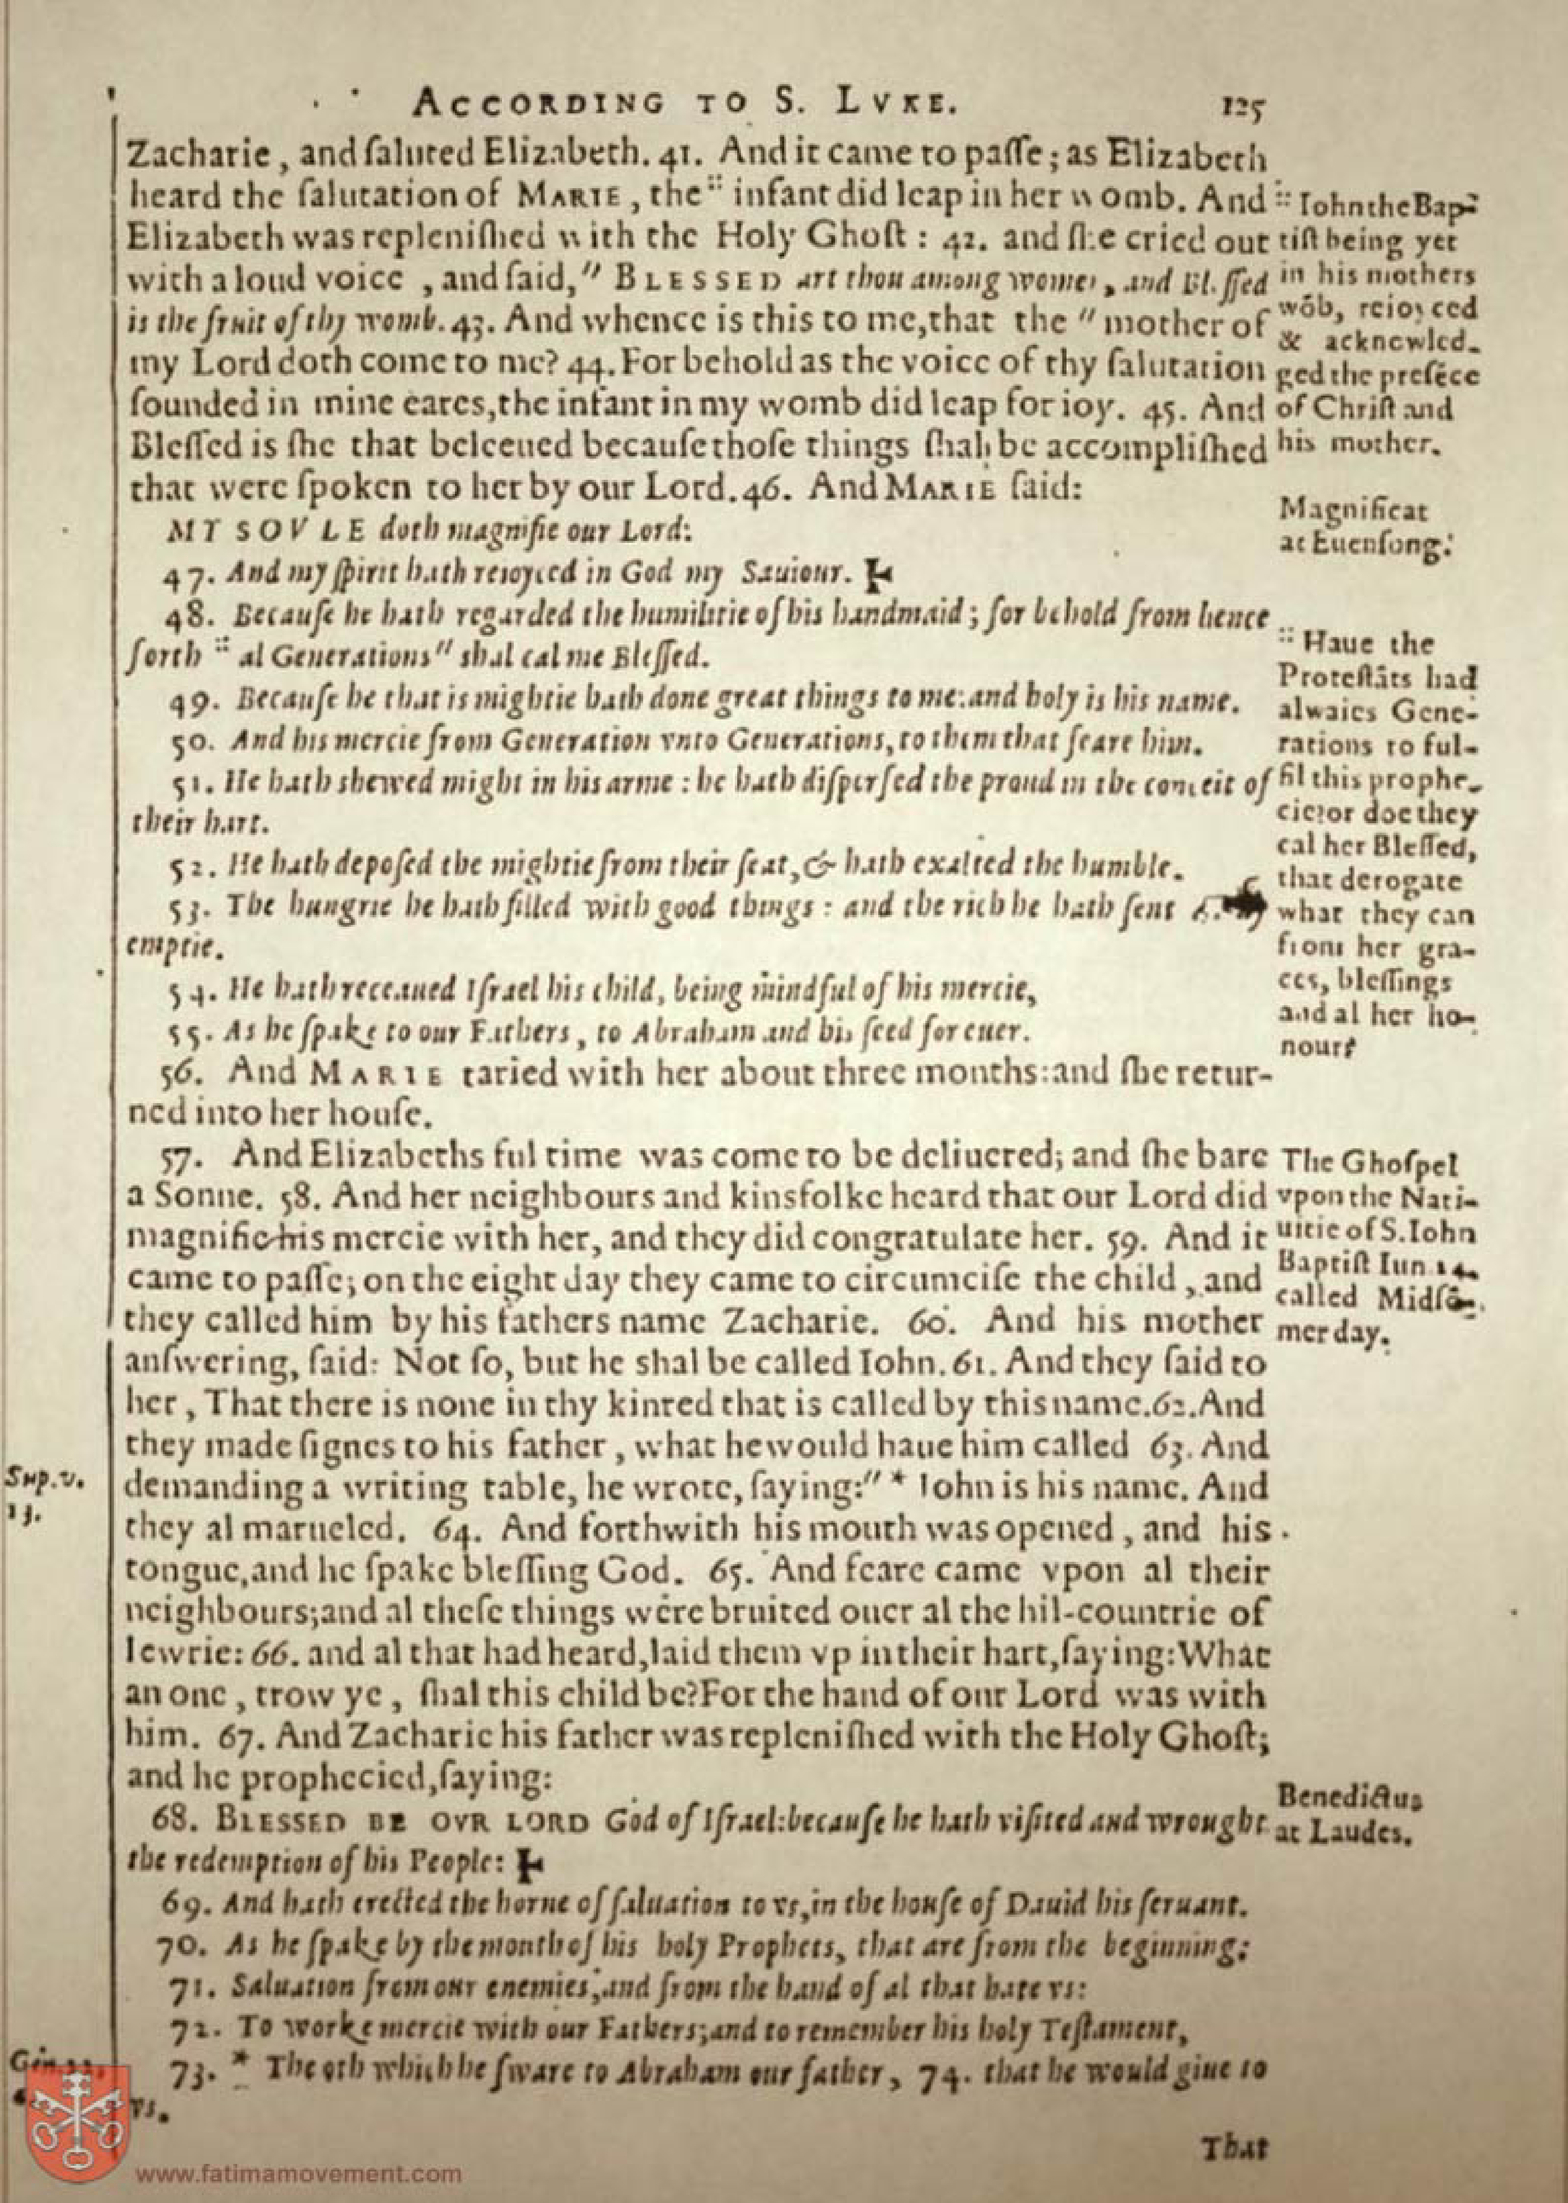 ACCORDING TO S. LVKE. 125
Zacharie, and ſaluted Elizabeth. 41. And it came to paſſe; as Elizabeth
heard the ſalutation of MARIE, the :: infant did leap in her womb. And
Elizabeth was repleniſhed with the Holy Ghoſt: 42. and ſhe cried out
with a loud voice, and ſaid, " BLESSED art thou among women, and Bleſſed
is the fruit of thy womb. 43. And whence is this to me, that the " mother of
my Lord doth come to me? 44. For behold as the voice of thy ſalutation
ſounded in mine eares, the infant in my womb did leap for ioy. 45. And
Bleſſed is ſhe that beleeued becauſe thoſe things ſhal be accompliſhed
that were ſpoken to her by our Lord. 46. And MARIE ſaid:
MY SOVLE doth magnifie our Lord:
47. And my ſpirit hath reioyced in God my Sauiour.
48. Becauſe he hath regarded the humilitie of his handmaid; for behold from hence
forth :: al Generations " shal cal me Bleſſed.
49. Becauſe he that is mightie hath done great things to me: and holy is his name.
50. And his mercie from Generation vnto Generations, to them that feare him.
51. He hath shewed might in his arme: he hath diſperſed the proud in the conceit of
their hart.
52. He hath depoſed the mightie from their ſeat, & hath exalted the humble.
53. The hungrie he hath filled with good things: and the rich he hath ſent
emptie.
54. He hath receaued Iſrael his child, being mindful of his mercie,
55. As he ſpake to our Fathers, to Abraham and his ſeed for euer.
56. And MARIE taried with her about three months: and ſhe retur-
ned into her houſe.
57. And Elizabeths ful time was come to be deliuered; and ſhe bare
a Sonne. 58. And her neighbours and kinsfolke heard that our Lord did
magnifie his mercie with her, and they did congratulate her. 59. And it
came to paſſe; on the eight day they came to circumciſe the child, and
they called him by his fathers name Zacharie. 60. And his mother
anſwering, ſaid: Not ſo, but he shal be called Iohn. 61. And they ſaid to
her, That there is none in thy kinred that is called by this name. 62. And
they made ſignes to his father, what he would haue him called 63. And
demanding a writing table, he wrote, ſaying: " * Iohn is his name. And
they al marueled. 64. And forthwith his mouth was opened, and his
tongue, and he ſpake bleſſing God. 65. And feare came vpon al their
neighbours; and al theſe things were bruited ouer al the hil-countrie of
Iewrie: 66. and al that had heard, laid them vp in their hart, ſaying: What
an one, trow ye, ſhal this child be? For the hand of our Lord was with
him. 67. And Zacharie his father was repleniſhed with the Holy Ghoſt;
and he prophecied, ſaying:
68. BLESSED BE OVR LORD God of Iſrael: becauſe he hath viſited and wrought
the redemption of his People:
69. And hath erected the horne of ſaluation to vs, in the houſe of Dauid his ſeruant.
70. As he ſpake by the mouth of his holy Prophets, that are from the beginning:
71. Saluation from our enemies, and from the hand of al that hate vs:
72. To worke mercie with our Fathers; and to remember his holy Teſtament,
73. * The oth which he ſware to Abraham our father, 74. that he would giue to
vs.
That
:: Iohn the Bap-
tiſt being yet
in his mothers
wōb, reioyced
& acknowled-
ged the preſēce
of Chriſt and
his mother.
Magnificat
at Euenſong.
:: Haue the
Proteſtāts had
alwaies Gene-
rations to ful-
fil this prophe-
cie? or doe they
cal her Bleſſed,
that derogate
what they can
from her gra-
ces, bleſſings
and al her ho-
nour?
The Ghoſpel
vpon the Nati-
uitie of S. Iohn
Baptiſt Iun. 24.
called Midſō-
mer day.
Benedictus
at Laudes.
Sup. v.
13.
Gen. 22,
www.fatimamovement.com